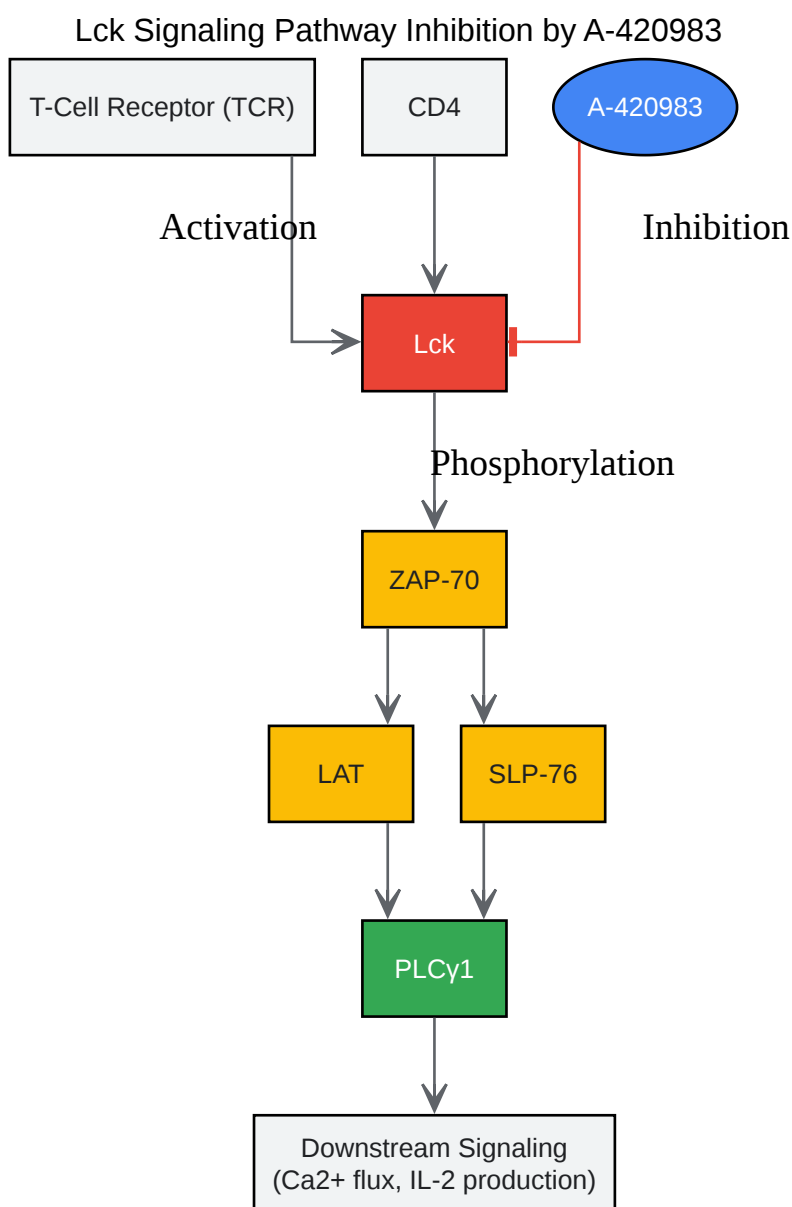 Lck Signaling Pathway Inhibition by A-420983
T-Cell Receptor (TCR)
CD4
A-420983
Activation
Inhibition
Lck
Phosphorylation
ZAP-70
LAT
SLP-76
PLCγ1
Downstream Signaling
(Ca2+ flux, IL-2 production)